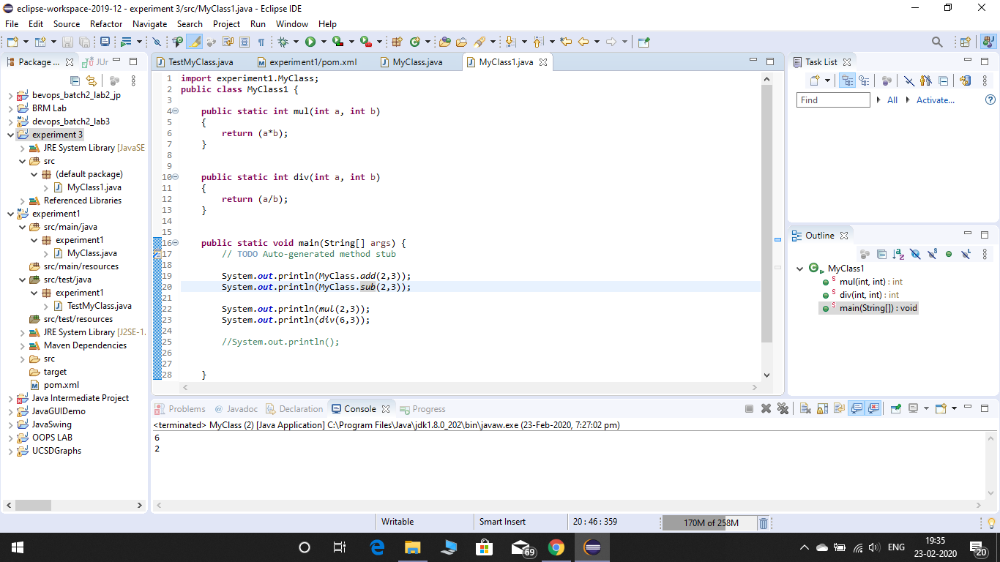 eclipse-workspace-2019-12 - experiment 3/src/MyClass1.java - Eclipse IDE
File Edit Source Refactor Navigate Search Project Run Window Help
Package ...
JUr
bevops_batch2_lab2_jp
BRM Lab
devops_batch2_lab3
experiment 3
JRE System Library [JavaSE
src
(default package)
MyClass1.java
Referenced Libraries
experiment1
src/main/java
experiment1
MyClass.java
src/main/resources
src/test/java
experiment1
TestMyClass.java
src/test/resources
JRE System Library [J2SE-1.
Maven Dependencies
src
target
pom.xml
Java Intermediate Project
JavaGUIDemo
JavaSwing
OOPS LAB
UCSDGraphs
TestMyClass.java experiment1/pom.xml MyClass.java MyClass1.java
1 import experiment1.MyClass;
2 public class MyClass1 {
3
4 public static int mul(int a, int b)
5 {
6 return (a*b);
7 }
8
9
10 public static int div(int a, int b)
11 {
12 return (a/b);
13 }
14
15
16 public static void main(String[] args) {
17 // TODO Auto-generated method stub
18
19 System.out.println(MyClass.add(2,3));
20 System.out.println(MyClass.sub(2,3));
21
22 System.out.println(mul(2,3));
23 System.out.println(div(6,3));
24
25 //System.out.println();
26
27
28 }
Task List
Find All Activate...
Outline
MyClass1
mul(int, int) : int
div(int, int) : int
main(String[]) : void
Problems @ Javadoc Declaration Console Progress
<terminated> MyClass (2) [Java Application] C:\Program Files\Java\jdk1.8.0_202\bin\javaw.exe (23-Feb-2020, 7:27:02 pm)
6
2
Writable Smart Insert 20 : 46 : 359 170M of 258M
69
ENG
19:35
23-02-2020
20